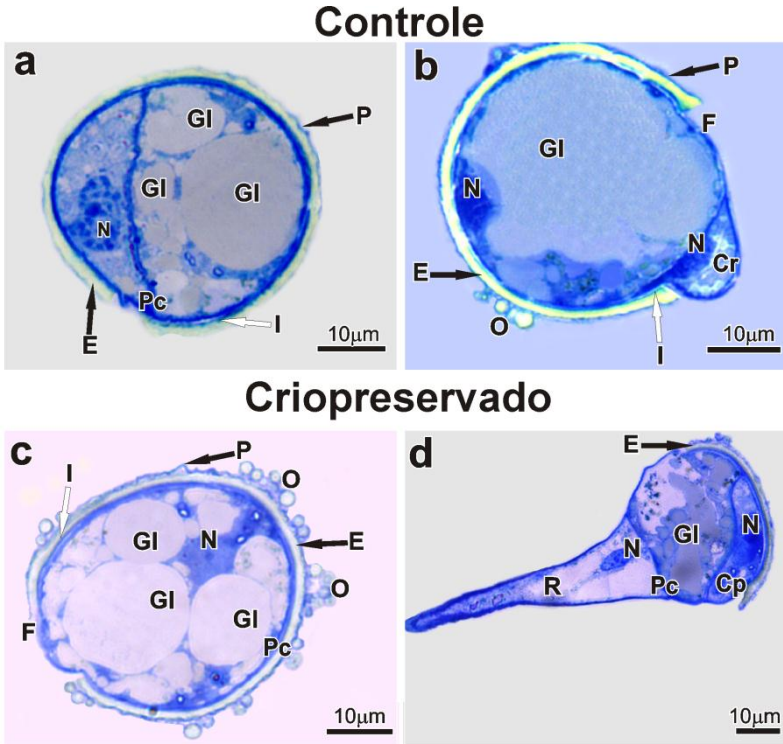 Controle
a
Gl
P
Gl
Gl
N
Pc
E
I
10µm
b
P
F
Gl
N
N
Cr
E
O
I
10µm
Criopreservado
c
P
I
O
Gl
N
E
Gl
O
Gl
F
Pc
10µm
d
E
N
Gl
N
R
Pc
Cp
10µm